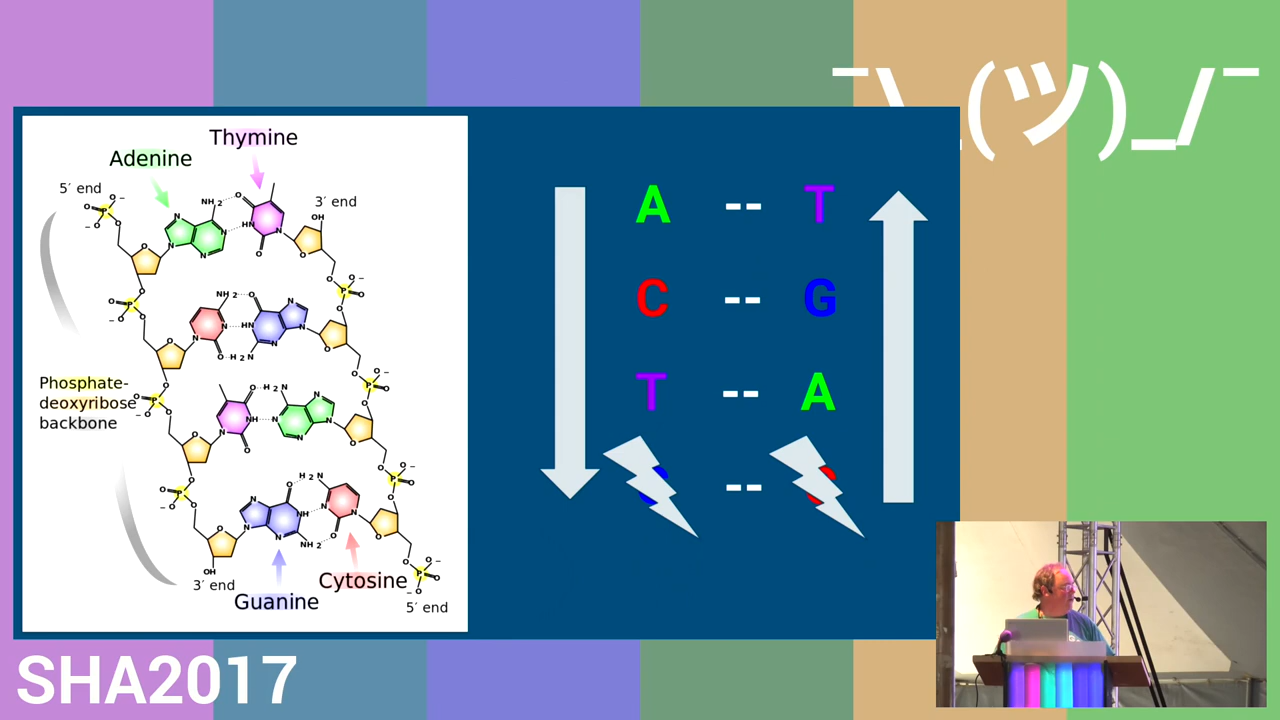 ¯\_(ツ)_/¯
Thymine
Adenine
5′ end
3′ end
Phosphate-
deoxyribose
backbone
3′ end
Cytosine
Guanine
5′ end
A -- T
C -- G
T -- A
--
SHA2017